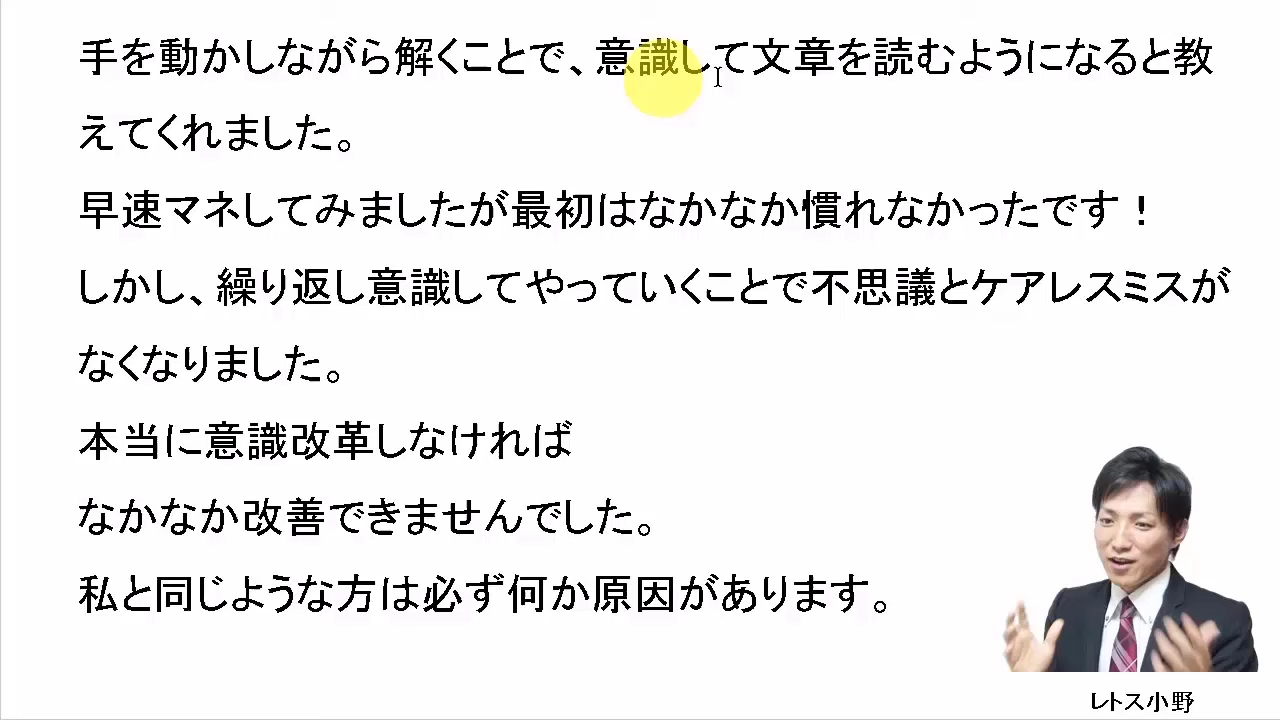 手を動かしながら解くことで、意識して文章を読むようになると教
えてくれました。
早速マネしてみましたが最初はなかなか慣れなかったです！
しかし、繰り返し意識してやっていくことで不思議とケアレスミスが
なくなりました。
本当に意識改革しなければ
なかなか改善できませんでした。
私と同じような方は必ず何か原因があります。
レトス小野